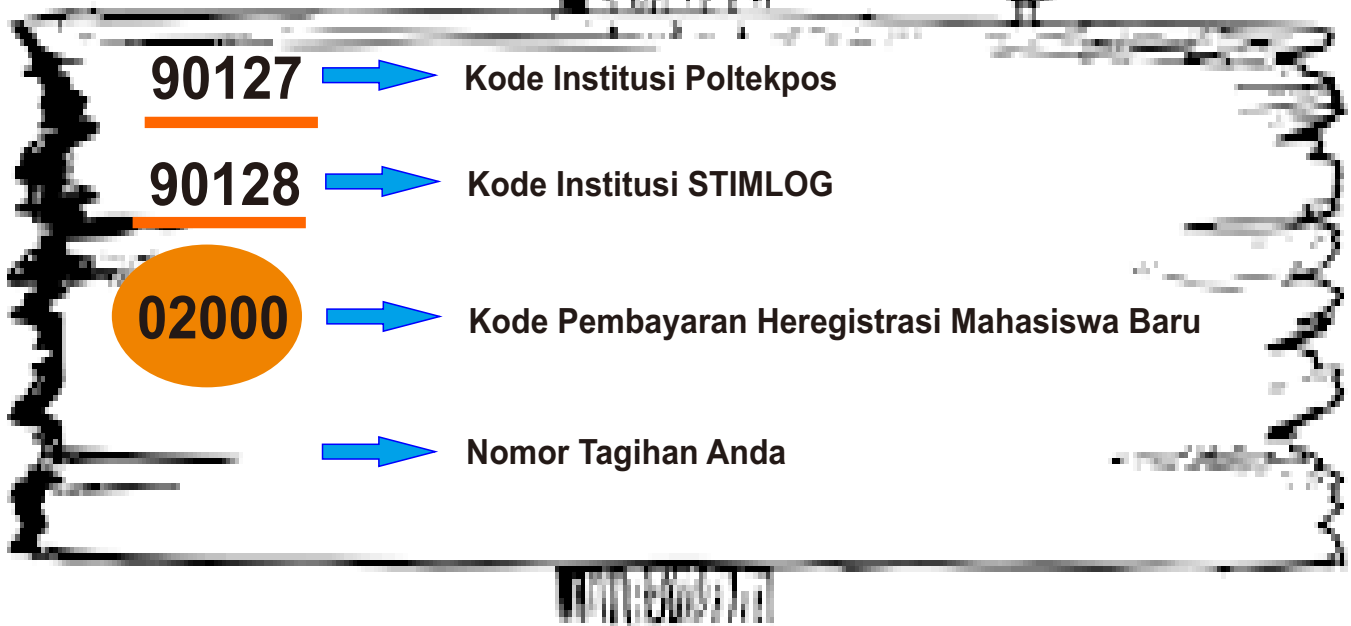 90127 Kode Institusi Poltekpos
90128 Kode Institusi STIMLOG
02000 Kode Pembayaran Heregistrasi Mahasiswa Baru
Nomor Tagihan Anda